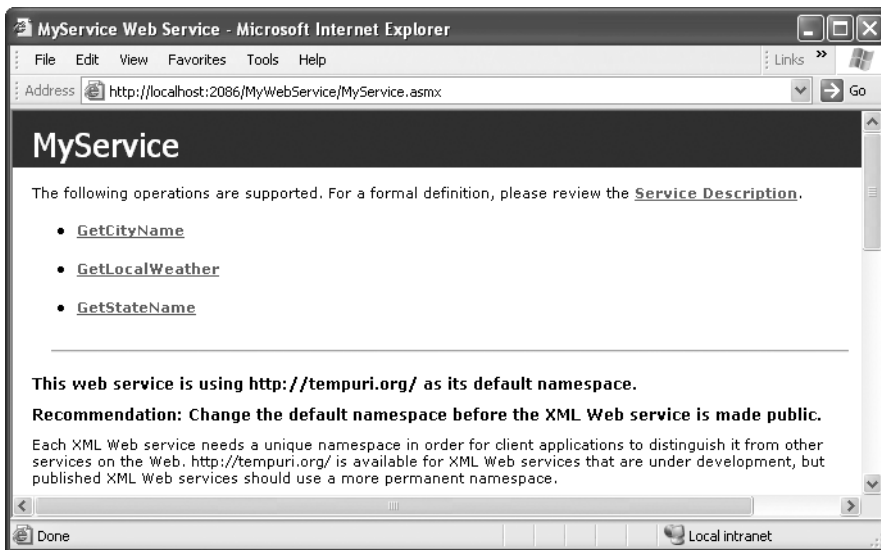 MyService Web Service - Microsoft Internet Explorer
File Edit View Favorites Tools Help Links »
Address http://localhost:2086/MyWebService/MyService.asmx Go
MyService
The following operations are supported. For a formal definition, please review the Service Description.
• GetCityName
• GetLocalWeather
• GetStateName
This web service is using http://tempuri.org/ as its default namespace.
Recommendation: Change the default namespace before the XML Web service is made public.
Each XML Web service needs a unique namespace in order for client applications to distinguish it from other
services on the Web. http://tempuri.org/ is available for XML Web services that are under development, but
published XML Web services should use a more permanent namespace.
Done Local intranet